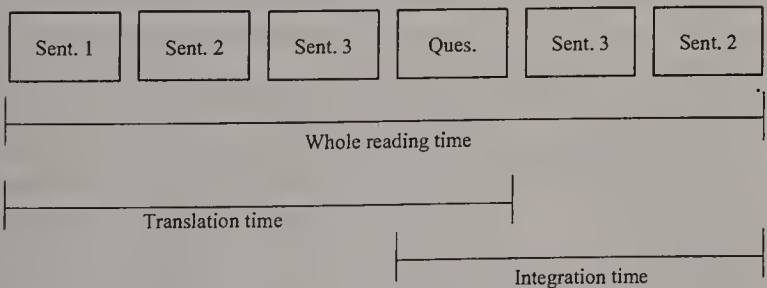 Sent. 1 Sent. 2 Sent. 3 Ques. Sent. 3 Sent. 2
Whole reading time
Translation time
Integration time